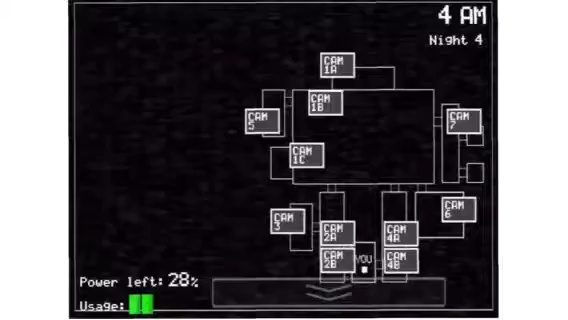 4 AM
Night 4
CAM
1A
CAM
1B
CAM
5
CAM
7
CAM
1C
CAM
3
CAM
6
CAM
2A
CAM
4A
YOU
CAM
2B
CAM
4B
Power left: 28%
Usage: